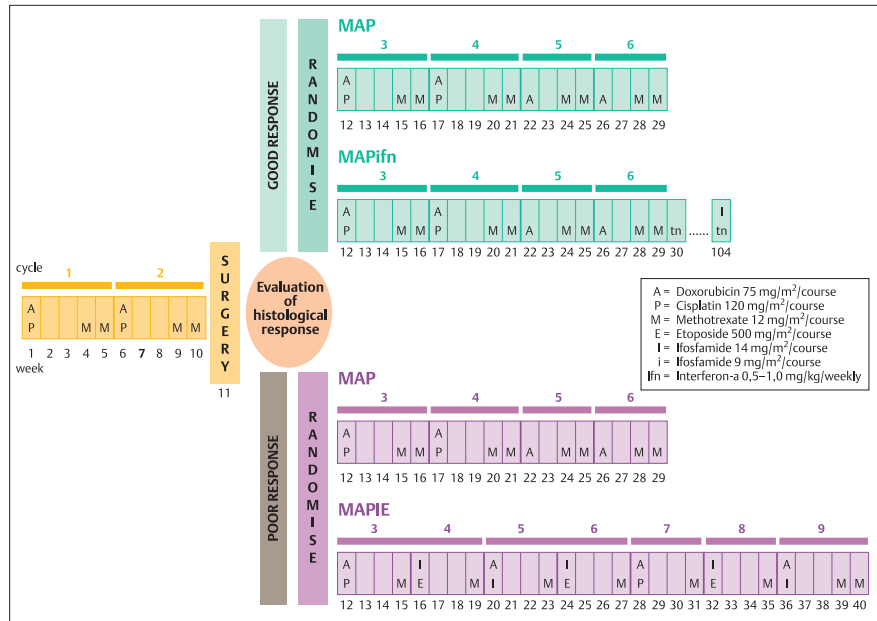 cycle
1 2
A A
P M M P M M
1 2 3 4 5 6 7 8 9 10
week
SURGERY
11
Evaluation
of
histological
response
GOOD RESPONSE
RANDOMISE
MAP
3 4 5 6
A A
P M M P M M A M M A M M
12 13 14 15 16 17 18 19 20 21 22 23 24 25 26 27 28 29
MAPifn
3 4 5 6
A A I
P M M P M M A M M A M M tn ...... tn
12 13 14 15 16 17 18 19 20 21 22 23 24 25 26 27 28 29 30 104
A = Doxorubicin 75 mg/m²/course
P = Cisplatin 120 mg/m²/course
M = Methotrexate 12 mg/m²/course
E = Etoposide 500 mg/m²/course
I = Ifosfamide 14 mg/m²/course
i = Ifosfamide 9 mg/m²/course
Ifn = Interferon-a 0,5–1,0 mg/kg/weekly
POOR RESPONSE
RANDOMISE
MAP
3 4 5 6
A A
P M M P M M A M M A M M
12 13 14 15 16 17 18 19 20 21 22 23 24 25 26 27 28 29
MAPIE
3 4 5 6 7 8 9
A I A I A I A
P M E M I M E M P M E M I M M
12 13 14 15 16 17 18 19 20 21 22 23 24 25 26 27 28 29 30 31 32 33 34 35 36 37 38 39 40